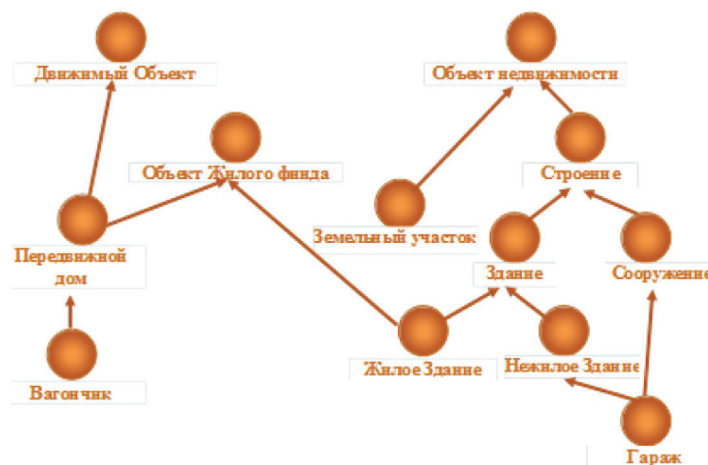 Движимый Объект
Объект недвижимости
Объект Жилого финда
Строение
Земельный участок
Передвижной
дом
Здание
Сооружение
Вагончик
Жилое Здание
Нежилое Здание
Гараж